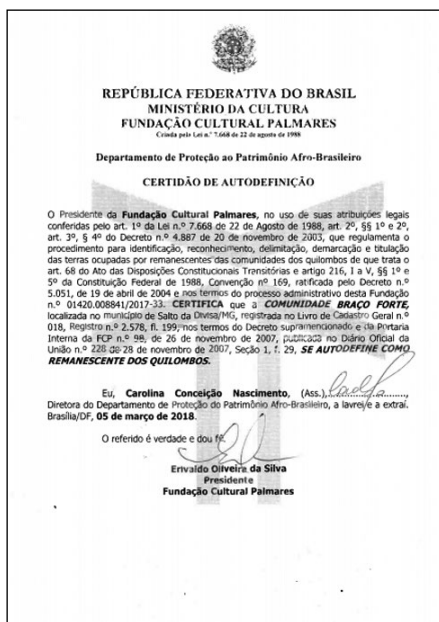 REPÚBLICA FEDERATIVA DO BRASIL
MINISTÉRIO DA CULTURA
FUNDAÇÃO CULTURAL PALMARES
Criada pela Lei n.º 7.668 de 22 de agosto de 1988
Departamento de Proteção ao Patrimônio Afro-Brasileiro
CERTIDÃO DE AUTODEFINIÇÃO
O Presidente da Fundação Cultural Palmares, no uso de suas atribuições legais
conferidas pelo art. 1º da Lei n.º 7.668 de 22 de Agosto de 1988, art. 2º, §§ 1º e 2º,
art. 3º, § 4º do Decreto n.º 4.887 de 20 de novembro de 2003, que regulamenta o
procedimento para identificação, reconhecimento, delimitação, demarcação e titulação
das terras ocupadas por remanescentes das comunidades dos quilombos de que trata o
art. 68 do Ato das Disposições Constitucionais Transitórias e artigo 216, I a V, §§ 1º e
5º da Constituição Federal de 1988, Convenção nº 169, ratificada pelo Decreto n.º
5.051, de 19 de abril de 2004 e nos termos do processo administrativo desta Fundação
n.º 01420.008841/2017-33. CERTIFICA que a COMUNIDADE BRAÇO FORTE,
localizada no município de Salto da Divisa/MG, registrada no Livro de Cadastro Geral n.º
018, Registro n.º 2.578, fl. 199, nos termos do Decreto supramencionado e da Portaria
Interna da FCP n.º 98, de 26 de novembro de 2007, publicada no Diário Oficial da
União n.º 228 de 28 de novembro de 2007, Seção 1, f. 29, SE AUTODEFINE COMO
REMANESCENTE DOS QUILOMBOS.
Eu, Carolina Conceição Nascimento, (Ass.)
Diretora do Departamento de Proteção do Patrimônio Afro-Brasileiro, a lavrei e a extraí.
Brasília/DF, 05 de março de 2018.
O referido é verdade e dou fé.
Erivaldo Oliveira da Silva
Presidente
Fundação Cultural Palmares